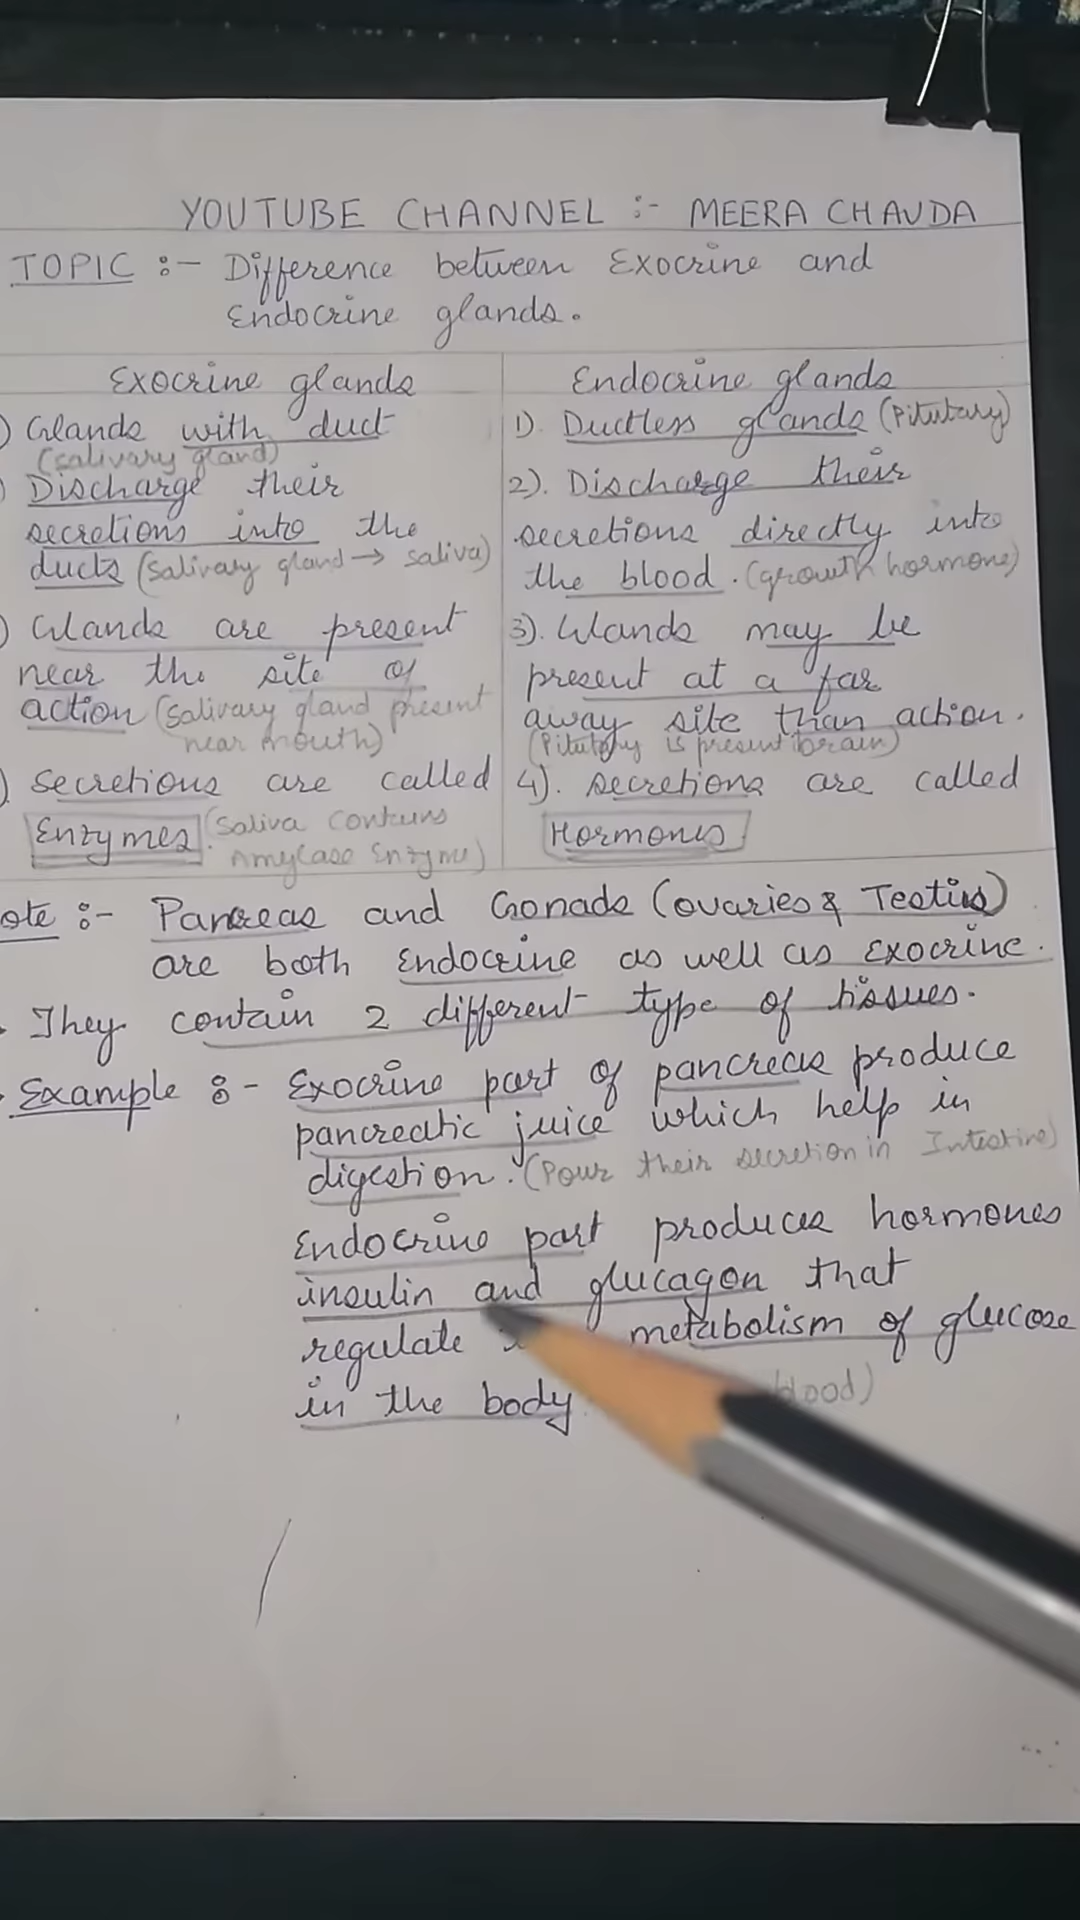 YOUTUBE CHANNEL :- MEERA CHAVDA
TOPIC :- Difference between Exocrine and
Endocrine glands.
Exocrine glands
) Glands with duct
(salivary gland)
) Discharge their
secretions into the
ducts (salivary gland → saliva)
) Glands are present
near the site of
action (salivary gland present
near mouth)
) Secretions are called
Enzymes. (Saliva contains
Amylase Enzyme)
Endocrine glands
1). Ductless glands (Pitutary)
2). Discharge their
secretions directly into
the blood. (growth hormone)
3). Glands may be
present at a far
away site than action.
(Pitutary is present brain)
4). Secretions are called
Hormones
ote :- Pancreas and Gonads (ovaries & Testis)
are both Endocrine as well as Exocrine.
They contain 2 different type of tissues.
Example :- Exocrine part of pancreas produce
pancreatic juice which help in
digestion. (Pour their secretion in Intestine)
Endocrine part produces hormones
insulin and glucagon that
regulate metabolism of glucose
in the body blood)